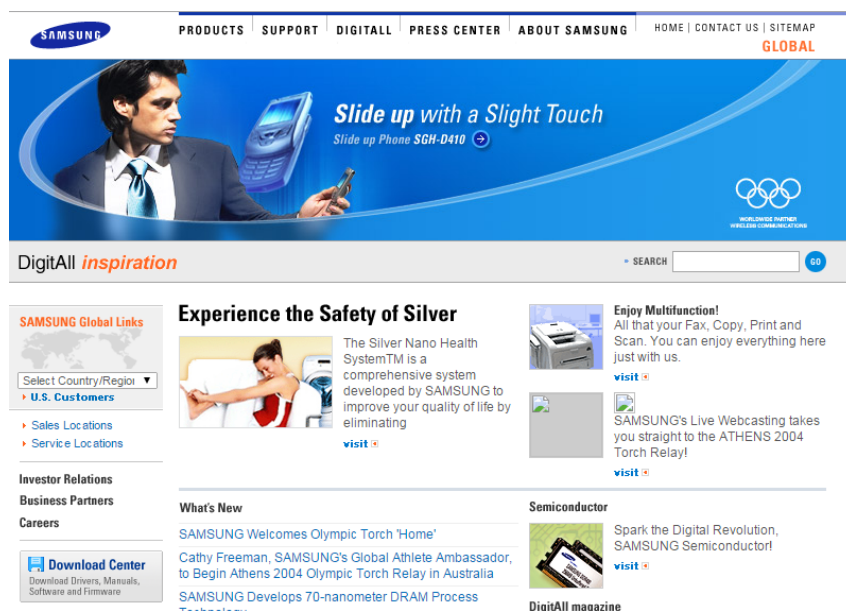 SAMSUNG
PRODUCTS SUPPORT DIGITALL PRESS CENTER ABOUT SAMSUNG
HOME | CONTACT US | SITEMAP
GLOBAL
Slide up with a Slight Touch
Slide up Phone SGH-D410
WORLDWIDE PARTNER
WIRELESS COMMUNICATIONS
DigitAll inspiration
SEARCH
GO
SAMSUNG Global Links
Select Country/Region
U.S. Customers
Sales Locations
Service Locations
Investor Relations
Business Partners
Careers
Download Center
Download Drivers, Manuals,
Software and Firmware
Experience the Safety of Silver
The Silver Nano Health
SystemTM is a
comprehensive system
developed by SAMSUNG to
improve your quality of life by
eliminating
visit
What's New
SAMSUNG Welcomes Olympic Torch 'Home'
Cathy Freeman, SAMSUNG's Global Athlete Ambassador,
to Begin Athens 2004 Olympic Torch Relay in Australia
SAMSUNG Develops 70-nanometer DRAM Process
Technology
Enjoy Multifunction!
All that your Fax, Copy, Print and
Scan. You can enjoy everything here
just with us.
visit
SAMSUNG's Live Webcasting takes
you straight to the ATHENS 2004
Torch Relay!
visit
Semiconductor
Spark the Digital Revolution,
SAMSUNG Semiconductor!
visit
DigitAll magazine